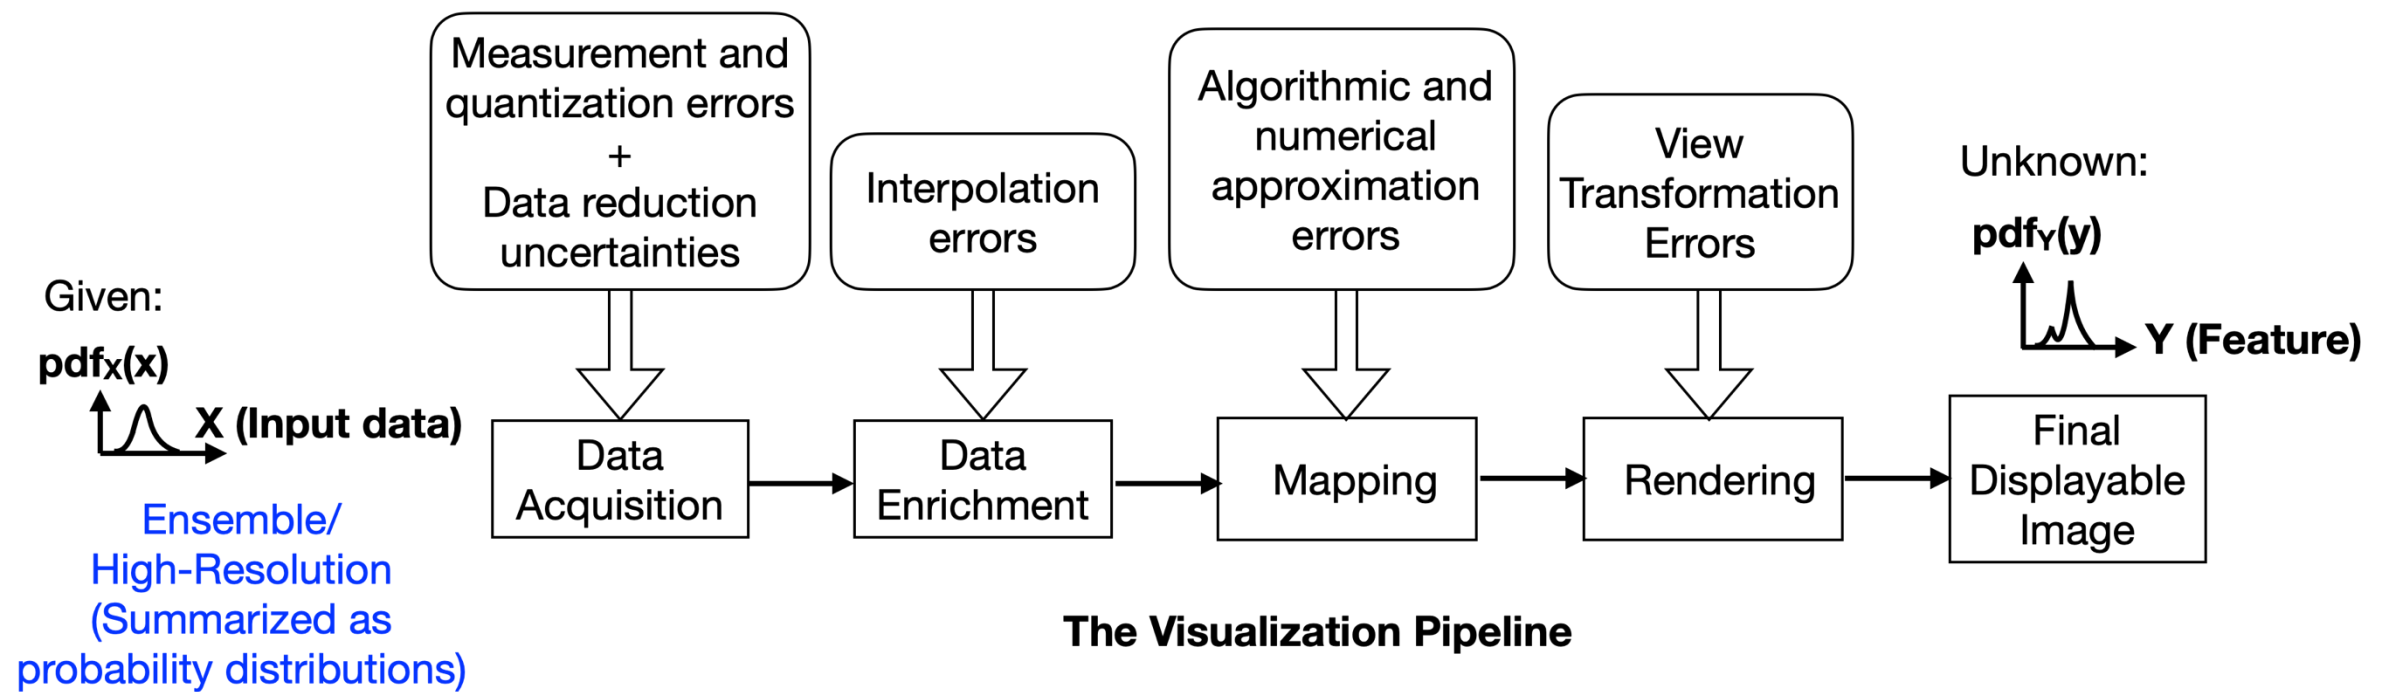 Given:
pdfX(x)
X (Input data)
Ensemble/
High-Resolution
(Summarized as
probability distributions)
Measurement and
quantization errors
+
Data reduction
uncertainties
Interpolation
errors
Algorithmic and
numerical
approximation
errors
View
Transformation
Errors
Unknown:
pdfY(y)
Y (Feature)
Data
Acquisition
Data
Enrichment
Mapping
Rendering
Final
Displayable
Image
The Visualization Pipeline